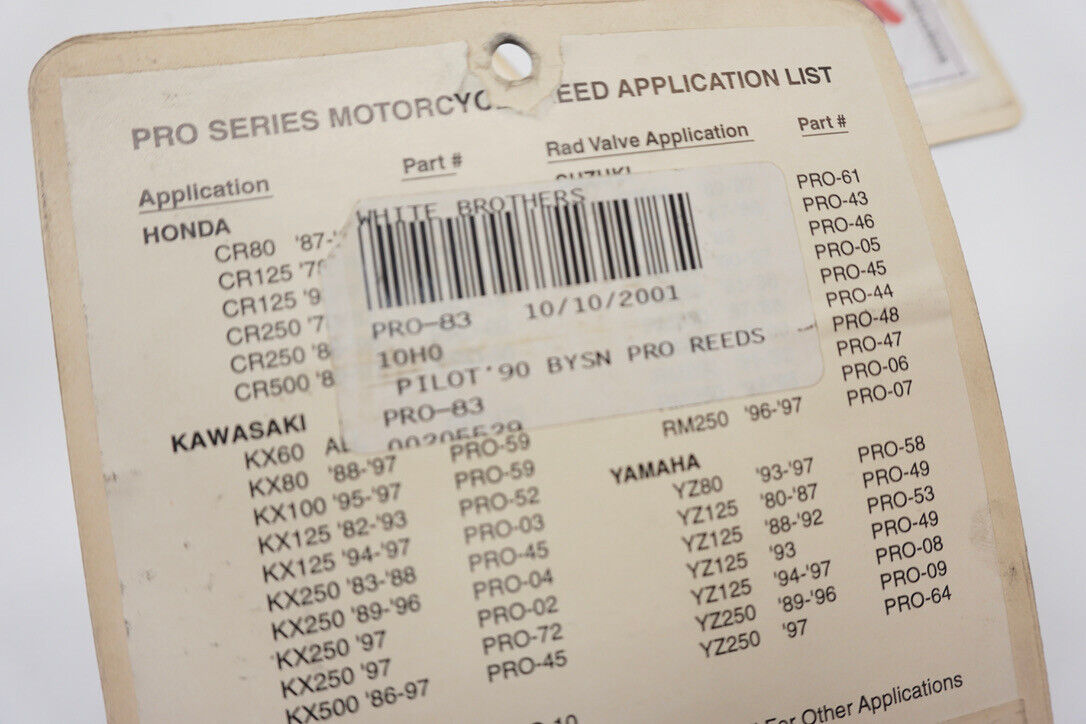 PRO SERIES MOTORCYC EED APPLICATION LIST
Application
HONDA
CR80 '87-'
CR125
CR125 '9
CR250 '7
CR250 '8
CR500 '8
KAWASAKI
KX60
KX80 '88-'97
KX100 '95-'97
KX125 '82-'93
KX125 '94-'97
KX250 '83-'88
KX250 '89-'96
KX250 '97
KX250 '97
KX500 '86-97
Part #
WHITE BROTHERS
PRO-83 10/10/2001
10H0
PILOT'90 BYSN PRO REEDS
PRO-83
00205529
PRO-59
PRO-59
PRO-52
PRO-03
PRO-45
PRO-04
PRO-02
PRO-72
PRO-45
Rad Valve Application
SUZUKI
RM250 '96-'97
YAMAHA
YZ80 '93-'97
YZ125 '80-'87
YZ125 '88-'92
YZ125 '93
YZ125 '94-'97
YZ250 '89-'96
YZ250 '97
Part #
PRO-61
PRO-43
PRO-46
PRO-05
PRO-45
PRO-44
PRO-48
PRO-47
PRO-06
PRO-07
PRO-58
PRO-49
PRO-53
PRO-49
PRO-08
PRO-09
PRO-64
For Other Applications